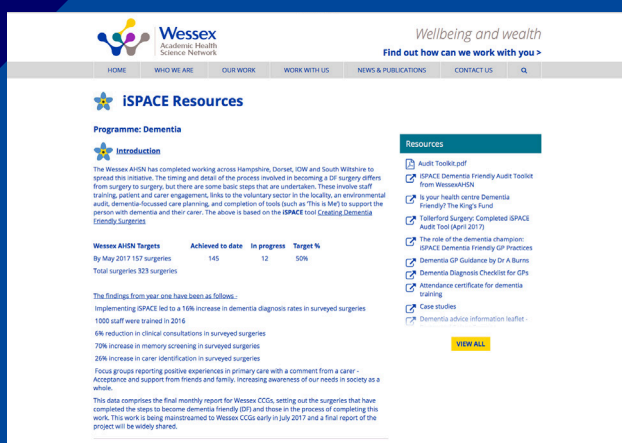 Wessex
Academic Health
Science Network
Wellbeing and wealth
Find out how can we work with you >
HOME WHO WE ARE OUR WORK WORK WITH US NEWS & PUBLICATIONS CONTACT US
iSPACE Resources
Programme: Dementia
Introduction
The Wessex AHSN has completed working across Hampshire, Dorset, IOW and South Wiltshire to
spread this initiative. The timing and detail of the process involved in becoming a DF surgery differs
from surgery to surgery, but there are some basic steps that are undertaken. These involve staff
training, patient and carer engagement, links to the voluntary sector in the locality, an environmental
audit, dementia-focussed care planning, and completion of tools (such as 'This is Me') to support the
person with dementia and their carer. The above is based on the iSPACE tool Creating Dementia
Friendly Surgeries
Wessex AHSN Targets Achieved to date In progress Target %
By May 2017 157 surgeries 145 12 50%
Total surgeries 323 surgeries
The findings from year one have been as follows -
Implementing iSPACE led to a 16% increase in dementia diagnosis rates in surveyed surgeries
1000 staff were trained in 2016
6% reduction in clinical consultations in surveyed surgeries
70% increase in memory screening in surveyed surgeries
26% increase in carer identification in surveyed surgeries
Focus groups reporting positive experiences in primary care with a comment from a carer -
Acceptance and support from friends and family. Increasing awareness of our needs in society as a
whole.
This data comprises the final monthly report for Wessex CCGs, setting out the surgeries that have
completed the steps to become dementia friendly (DF) and those in the process of completing this
work. This work is being mainstreamed to Wessex CCGs early in July 2017 and a final report of the
project will be widely shared.
Resources
Audit Toolkit.pdf
iSPACE Dementia Friendly Audit Toolkit
from WessexAHSN
Is your health centre Dementia
Friendly? The King's Fund
Tollerford Surgery: Completed iSPACE
Audit Tool (April 2017)
The role of the dementia champion:
iSPACE Dementia Friendly GP Practices
Dementia GP Guidance by Dr A Burns
Dementia Diagnosis Checklist for GPs
Attendance certificate for dementia
training
Case studies
Dementia advice information leaflet -
VIEW ALL